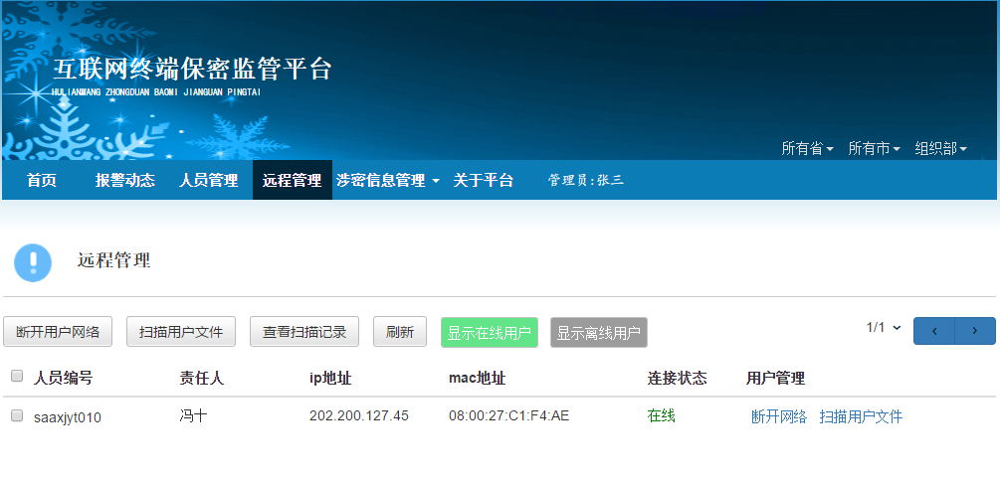 互联网终端保密监管平台
HULIANWANG ZHONGDUAN BAOMI JIANGUAN PINGTAI
所有省 所有市 组织部
首页 报警动态 人员管理 远程管理 涉密信息管理 关于平台 管理员:张三
远程管理
断开用户网络 扫描用户文件 查看扫描记录 刷新 显示在线用户 显示离线用户 1/1
人员编号 责任人 ip地址 mac地址 连接状态 用户管理
saaxjyt010 冯十 202.200.127.45 08:00:27:C1:F4:AE 在线 断开网络 扫描用户文件